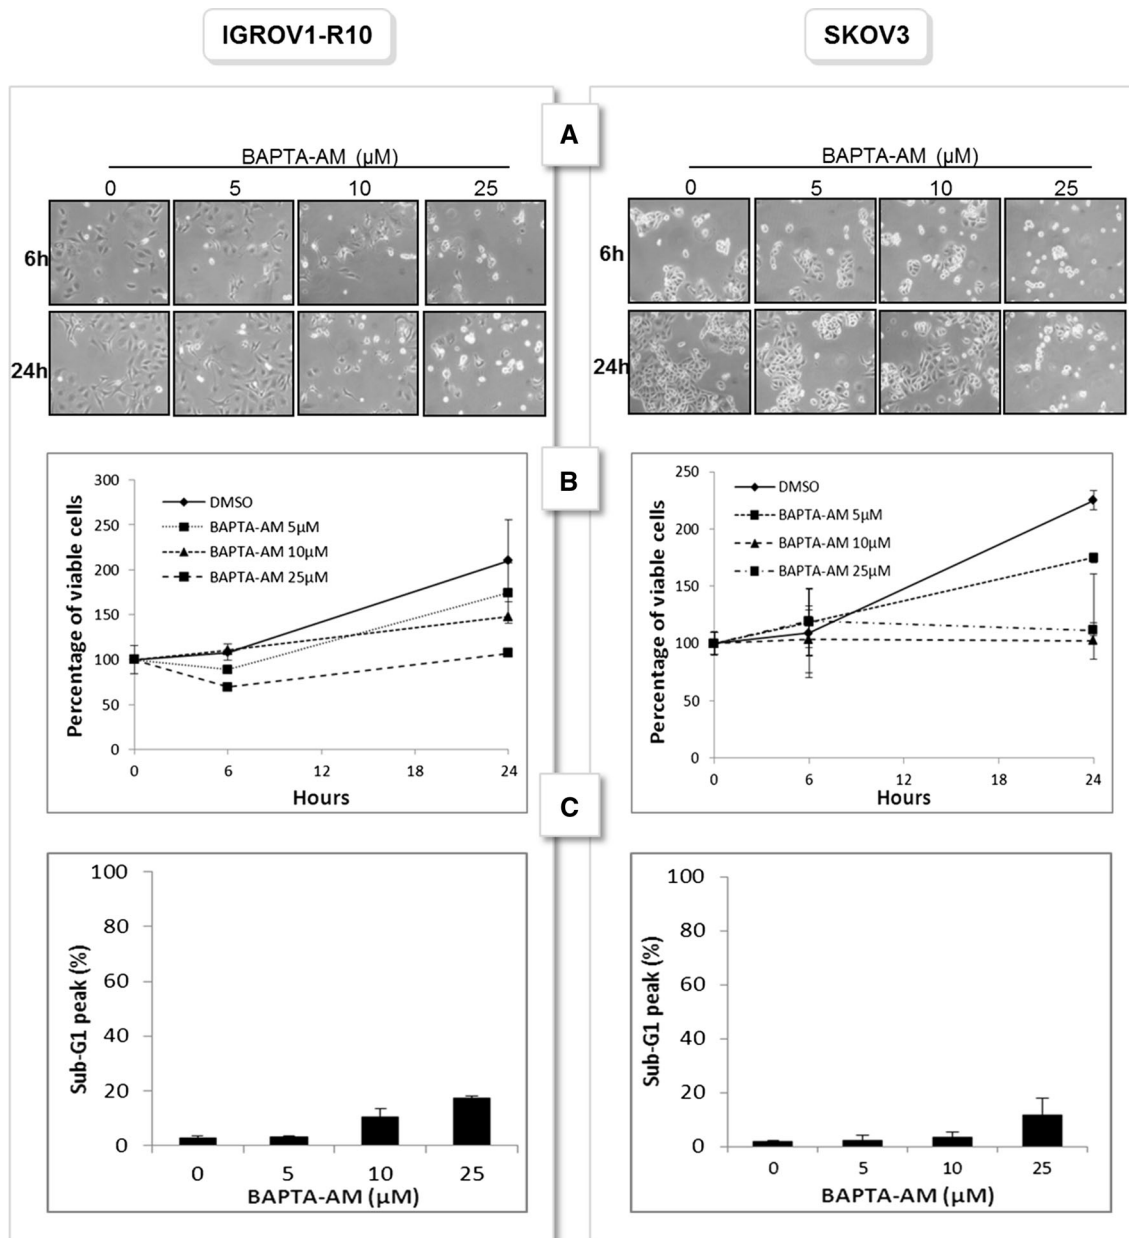 IGROV1-R10
SKOV3
A
BAPTA-AM (µM)
0 5 10 25
6h
24h
BAPTA-AM (µM)
0 5 10 25
6h
24h
B
Percentage of viable cells
300
250
200
150
100
50
0
DMSO
BAPTA-AM 5µM
BAPTA-AM 10µM
BAPTA-AM 25µM
0 6 12 18 24
Hours
Percentage of viable cells
250
200
150
100
50
0
DMSO
BAPTA-AM 5µM
BAPTA-AM 10µM
BAPTA-AM 25µM
0 6 12 18 24
Hours
C
Sub-G1 peak (%)
100
80
60
40
20
0
0 5 10 25
BAPTA-AM (µM)
Sub-G1 peak (%)
100
80
60
40
20
0
0 5 10 25
BAPTA-AM (µM)